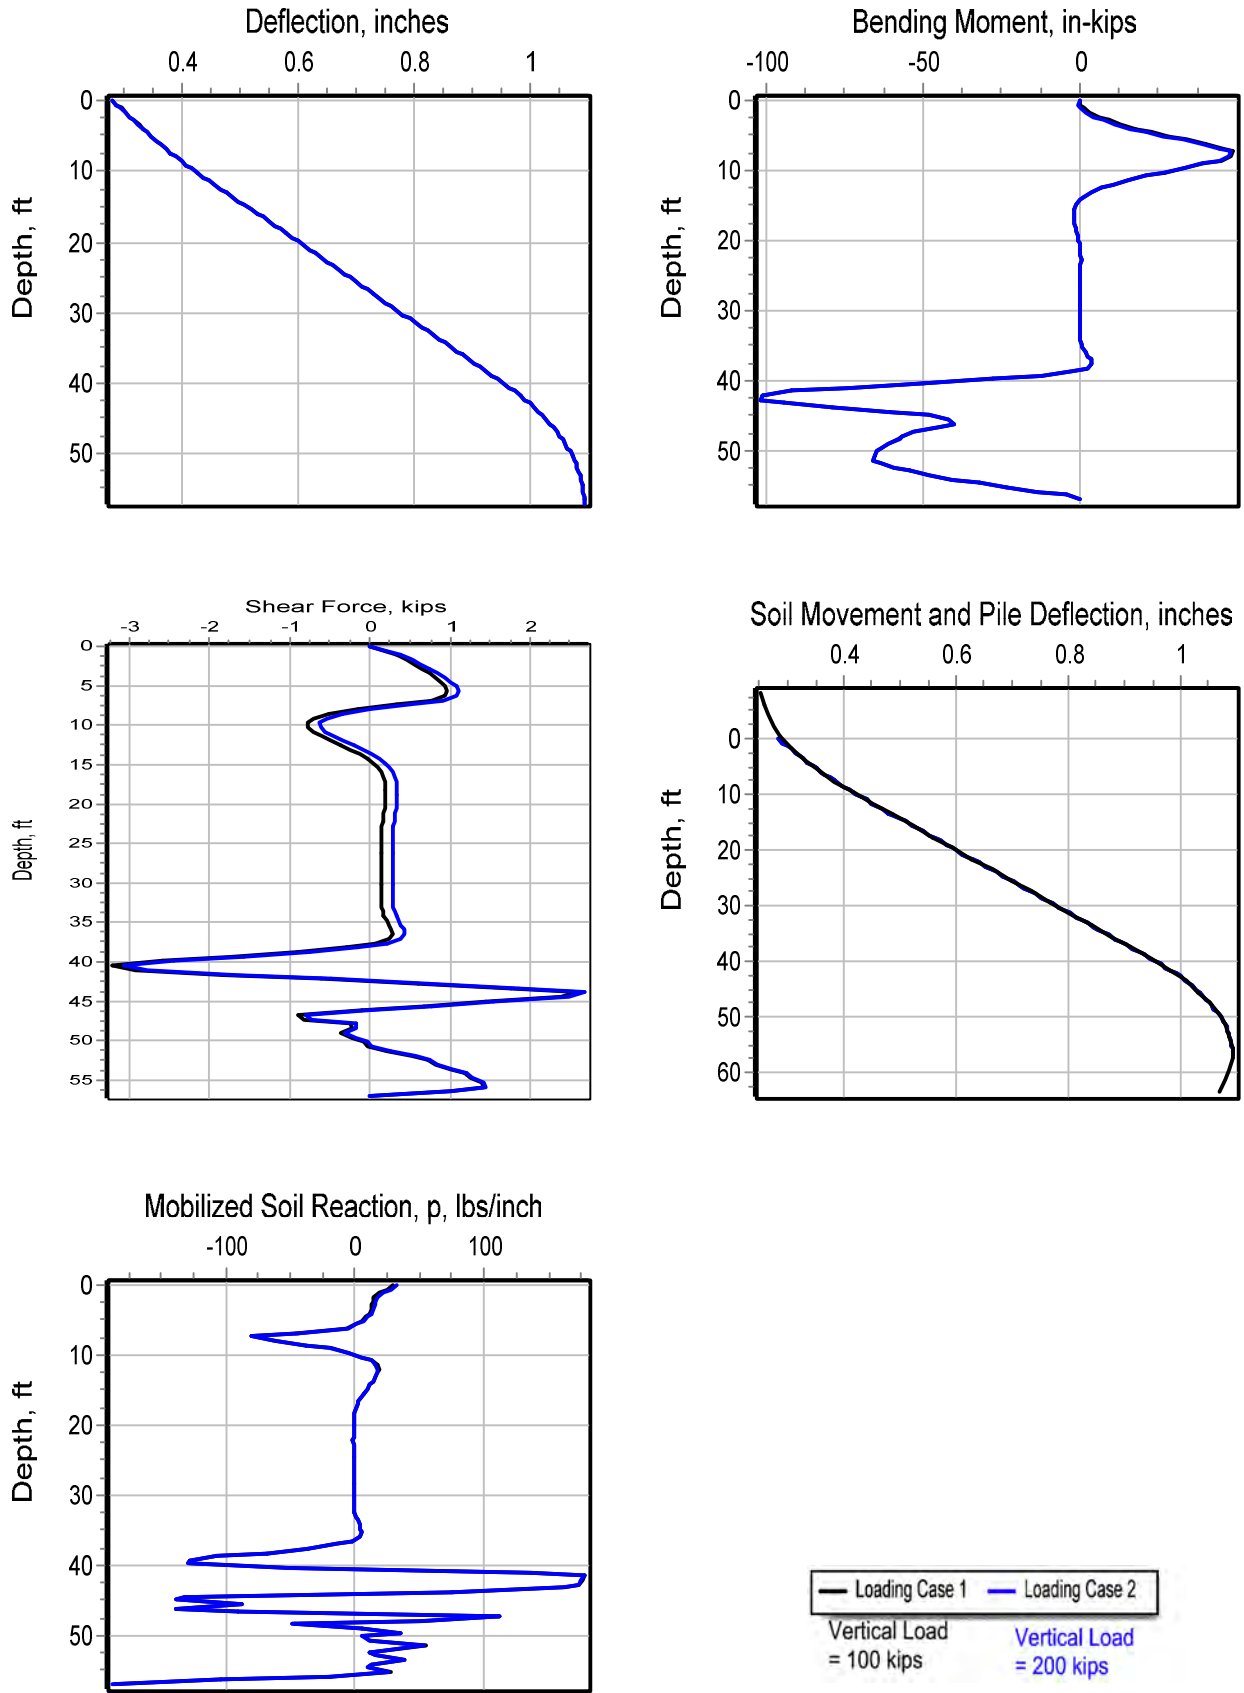 Deflection, inches
0.4 0.6 0.8 1
Depth, ft
0
10
20
30
40
50
Bending Moment, in-kips
-100 -50 0
Depth, ft
0
10
20
30
40
50
Shear Force, kips
-3 -2 -1 0 1 2
Depth, ft
0
5
10
15
20
25
30
35
40
45
50
55
Soil Movement and Pile Deflection, inches
0.4 0.6 0.8 1
Depth, ft
0
10
20
30
40
50
60
Mobilized Soil Reaction, p, lbs/inch
-100 0 100
Depth, ft
0
10
20
30
40
50
Loading Case 1 Loading Case 2
Vertical Load
= 100 kips
Vertical Load
= 200 kips